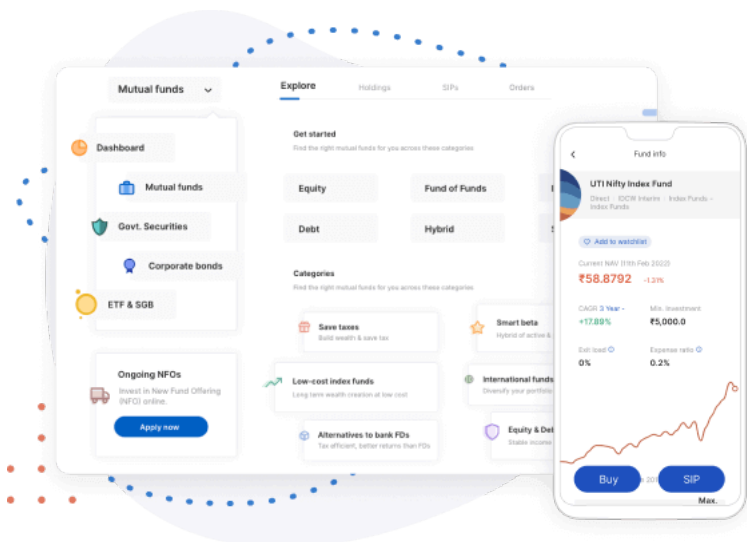 Mutual funds
Explore
Holdings
SIPs
Orders
Dashboard
Mutual funds
Govt. Securities
Corporate bonds
ETF & SGB
Ongoing NFOs
Invest in New Fund Offering
(NFO) online.
Apply now
Get started
Find the right mutual funds for you across these categories
Equity
Fund of Funds
Debt
Hybrid
Categories
Find the right mutual funds for you across these categories
Save taxes
Build wealth & save tax
Smart beta
Hybrid of active &
Low-cost index funds
Long term wealth creation at low cost
International funds
Diversify your portfolio
Alternatives to bank FDs
Tax efficient, better returns than FDs
Equity & Deb
Stable income
Fund info
UTI Nifty Index Fund
Direct IDCW Interim Index Funds -
Index Funds
Add to watchlist
Current NAV (11th Feb 2022)
₹58.8792 -1.31%
CAGR 3 Year - Min. investment
+17.89% ₹5,000.0
Exit load Expense ratio
0% 0.2%
Buy
SIP
Max.